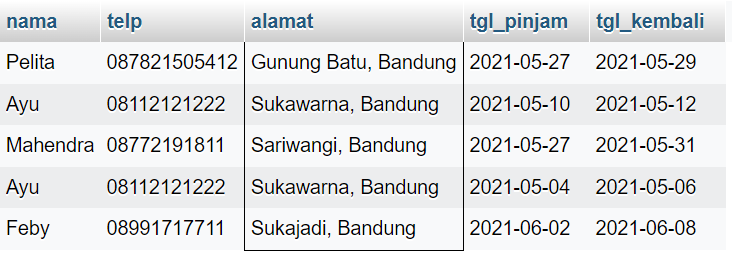 nama telp alamat tgl_pinjam tgl_kembali
Pelita 087821505412 Gunung Batu, Bandung 2021-05-27 2021-05-29
Ayu 08112121222 Sukawarna, Bandung 2021-05-10 2021-05-12
Mahendra 08772191811 Sariwangi, Bandung 2021-05-27 2021-05-31
Ayu 08112121222 Sukawarna, Bandung 2021-05-04 2021-05-06
Feby 08991717711 Sukajadi, Bandung 2021-06-02 2021-06-08